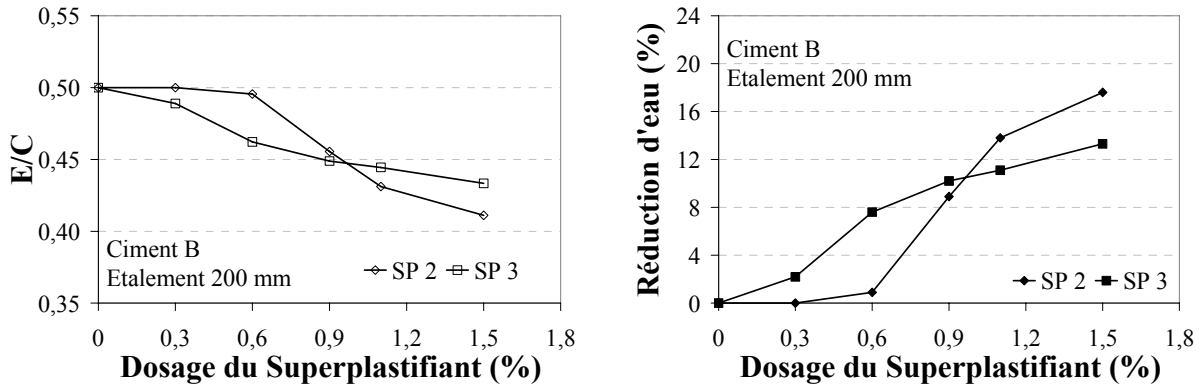 0,55
0,50
0,45
0,40
0,35
E/C
Ciment B
Etalement 200 mm
SP 2
SP 3
0
0,3
0,6
0,9
1,2
1,5
1,8
Dosage du Superplastifiant (%)
24
20
16
12
8
4
0
Réduction d'eau (%)
Ciment B
Etalement 200 mm
SP 2
SP 3
0
0,3
0,6
0,9
1,2
1,5
1,8
Dosage du Superplastifiant (%)